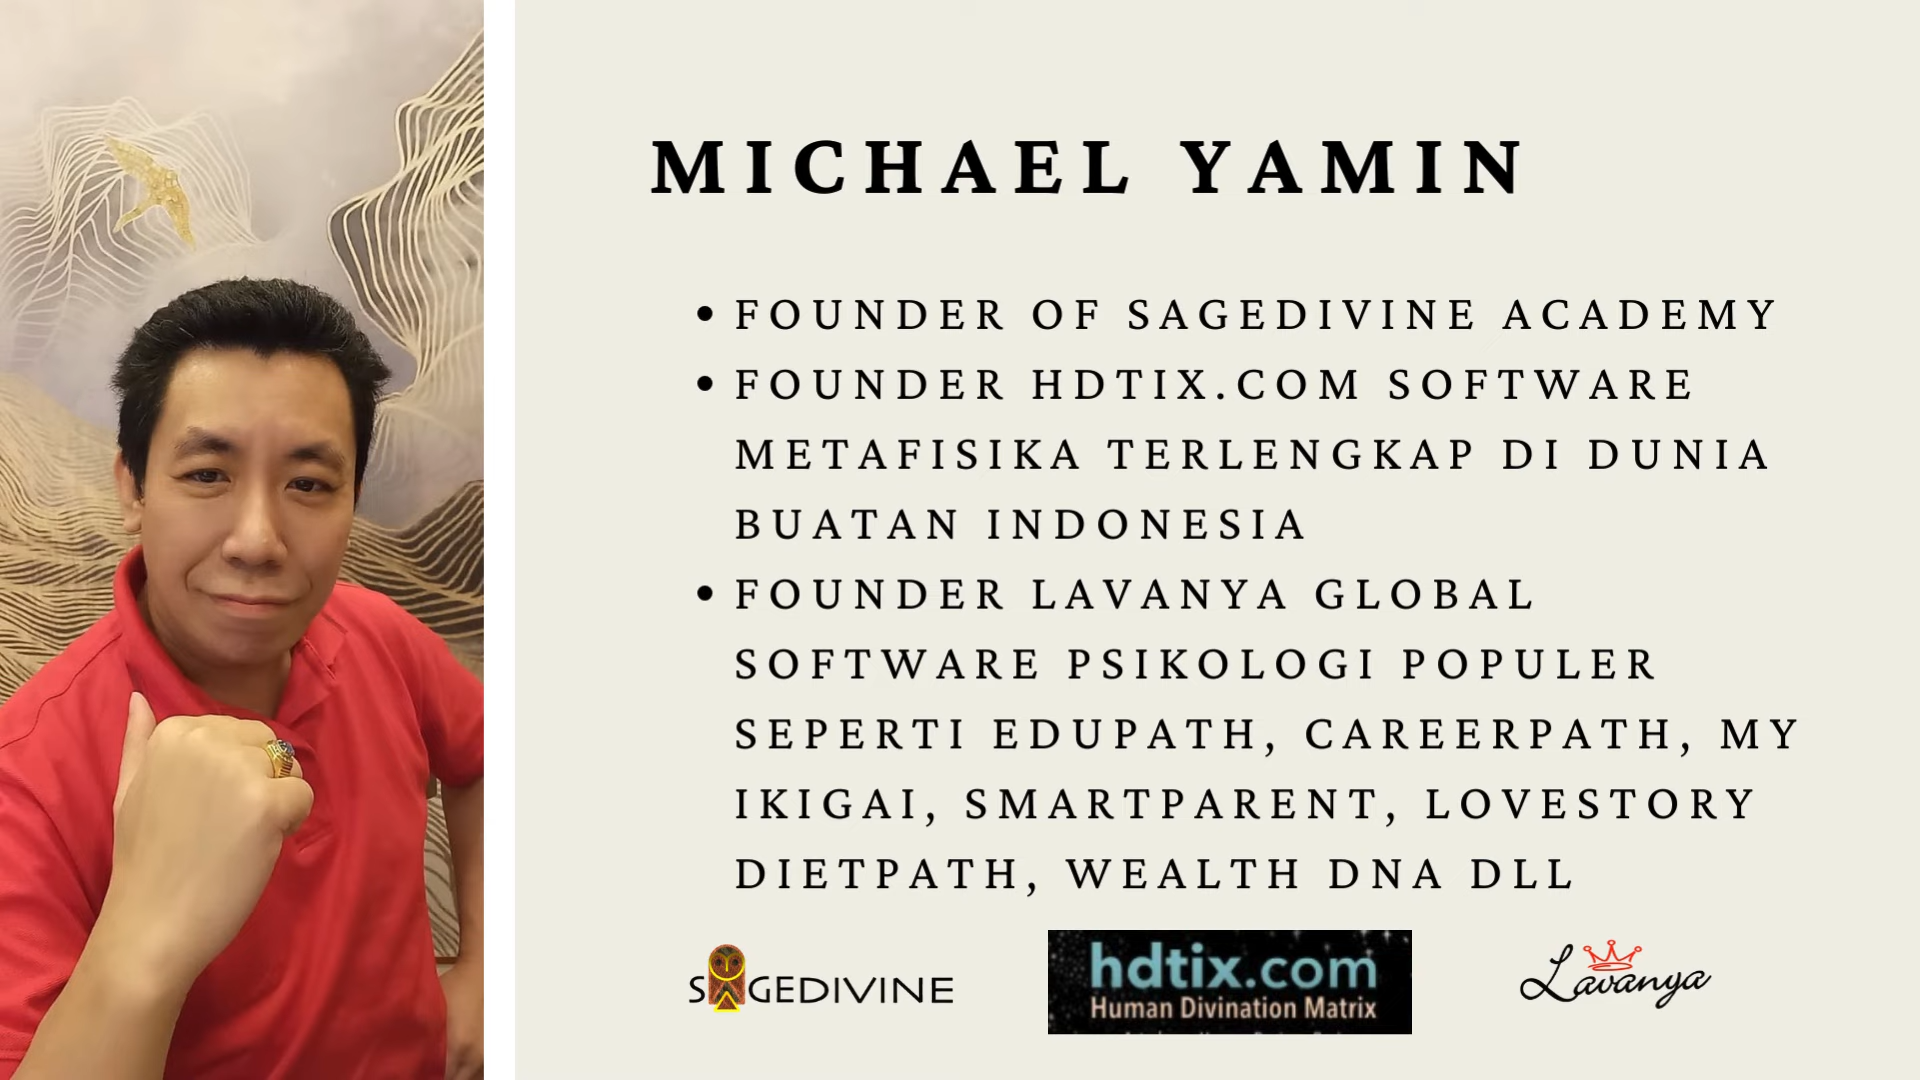 MICHAEL YAMIN
• FOUNDER OF SAGEDIVINE ACADEMY
• FOUNDER HDTIX.COM SOFTWARE
METAFISIKA TERLENGKAP DI DUNIA
BUATAN INDONESIA
• FOUNDER LAVANYA GLOBAL
SOFTWARE PSIKOLOGI POPULER
SEPERTI EDUPATH, CAREERPATH, MY
IKIGAI, SMARTPARENT, LOVESTORY
DIETPATH, WEALTH DNA DLL
SAGEDIVINE
hdtix.com
Human Divination Matrix
Lavanya